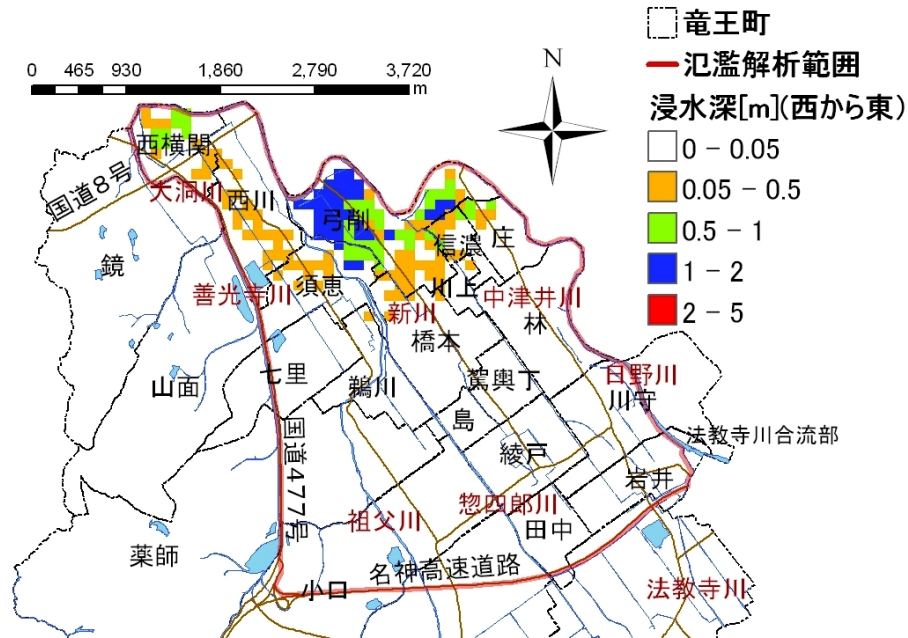 竜王町
氾濫解析範囲
浸水深[m](西から東)
0 - 0.05
0.05 - 0.5
0.5 - 1
1 - 2
2 - 5
0 465 930 1,860 2,790 3,720
m
N
西横関
国道8号
大洞川
西川
弓削
信濃
庄
鏡
善光寺川
須恵
川上
新川
中津井川
林
橋本
山面
七里
鵜川
駕輿丁
島
日野川
川守
法教寺川合流部
綾戸
国道477号
岩井
惣四郎川
祖父川
田中
薬師
名神高速道路
小口
法教寺川